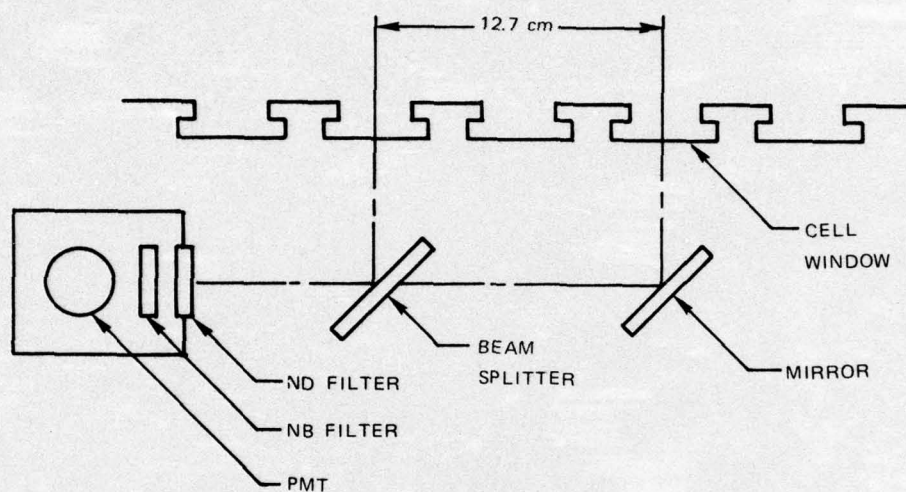 12.7 cm
CELL
WINDOW
BEAM
SPLITTER
MIRROR
ND FILTER
NB FILTER
PMT